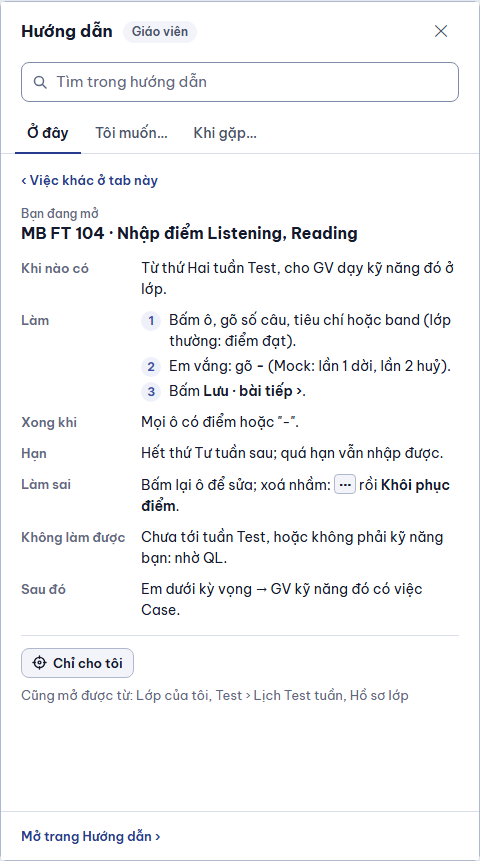 Hướng dẫn Giáo viên
Tìm trong hướng dẫn
Ở đây Tôi muốn... Khi gặp...
‹ Việc khác ở tab này
Bạn đang mở
MB FT 104 · Nhập điểm Listening, Reading
Khi nào có Từ thứ Hai tuần Test, cho GV dạy kỹ năng đó ở
lớp.
Làm 1 Bấm ô, gõ số câu, tiêu chí hoặc band (lớp
thường: điểm đạt).
2 Em vắng: gõ - (Mock: lần 1 dời, lần 2 huỷ).
3 Bấm Lưu · bài tiếp ›.
Xong khi Mọi ô có điểm hoặc "-".
Hạn Hết thứ Tư tuần sau; quá hạn vẫn nhập được.
Làm sai Bấm lại ô để sửa; xoá nhầm: ... rồi Khôi phục
điểm.
Không làm được Chưa tới tuần Test, hoặc không phải kỹ năng
bạn: nhờ QL.
Sau đó Em dưới kỳ vọng → GV kỹ năng đó có việc
Case.
Chỉ cho tôi
Cũng mở được từ: Lớp của tôi, Test › Lịch Test tuần, Hồ sơ lớp
Mở trang Hướng dẫn ›